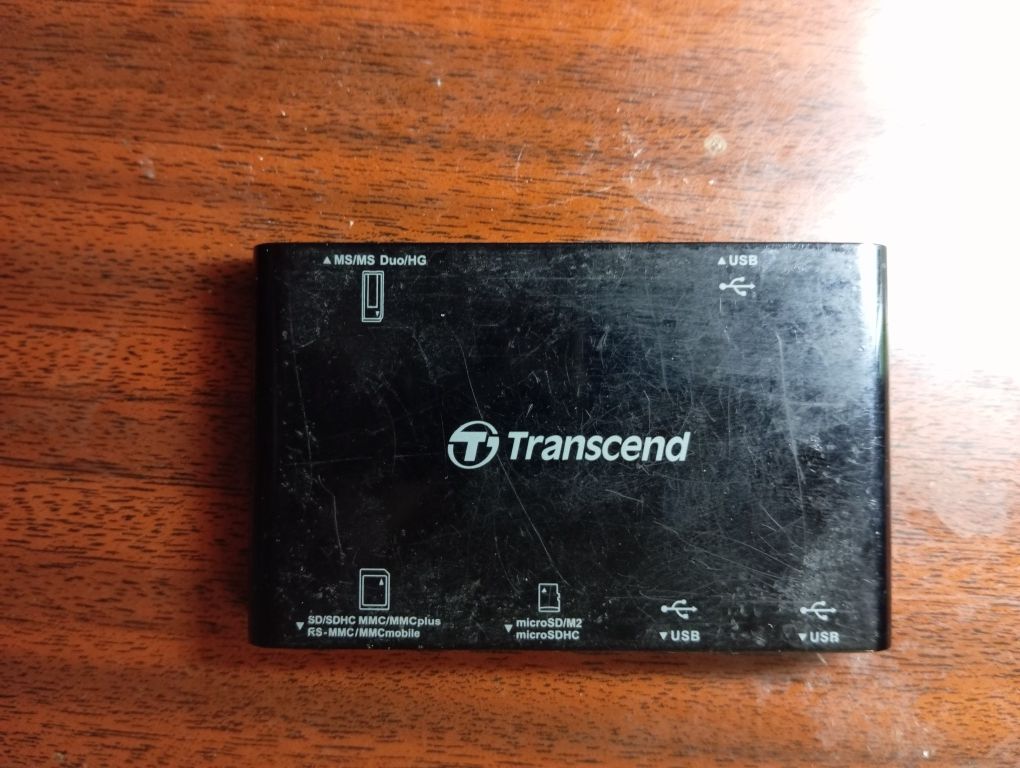 ▲MS/MS Duo/HG
▲USB
Transcend
▼SD/SDHC MMC/MMCplus
RS-MMC/MMCmobile
▼microSD/M2
microSDHC
▼USB
▼USB